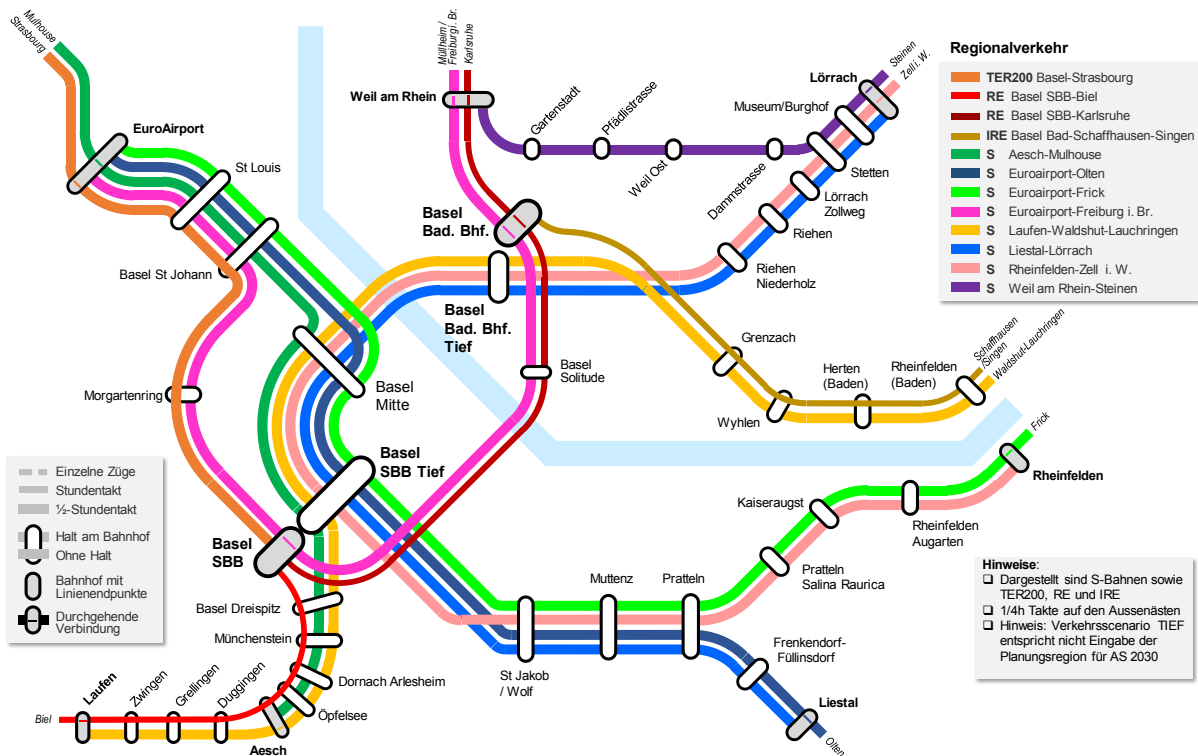 Mulhouse
Strasbourg
EuroAirport
St Louis
Basel St Johann
Morgartenring
Müllheim /
Freiburg i. Br.
Karlsruhe
Weil am Rhein
Gartenstadt
Pfädlistrasse
Weil Ost
Dammstrasse
Museum/Burghof
Lörrach
Steinen
Zell i. W.
Stetten
Lörrach
Zollweg
Riehen
Riehen
Niederholz
Basel
Bad. Bhf.
Basel
Bad. Bhf.
Tief
Basel
Mitte
Basel
Solitude
Grenzach
Wyhlen
Herten
(Baden)
Rheinfelden
(Baden)
Schaffhausen
/Singen
Waldshut-Lauchringen
Basel
SBB Tief
Basel
SBB
Basel Dreispitz
Münchenstein
Dornach Arlesheim
Öpfelsee
Aesch
Duggingen
Grellingen
Zwingen
Laufen
Biel
St Jakob
/ Wolf
Muttenz
Pratteln
Frenkendorf-
Füllinsdorf
Liestal
Olten
Pratteln
Salina Raurica
Kaiseraugst
Rheinfelden
Augarten
Rheinfelden
Frick
Regionalverkehr
TER200 Basel-Strasbourg
RE Basel SBB-Biel
RE Basel SBB-Karlsruhe
IRE Basel Bad-Schaffhausen-Singen
S Aesch-Mulhouse
S Euroairport-Olten
S Euroairport-Frick
S Euroairport-Freiburg i. Br.
S Laufen-Waldshut-Lauchringen
S Liestal-Lörrach
S Rheinfelden-Zell i. W.
S Weil am Rhein-Steinen
Einzelne Züge
Stundentakt
½-Stundentakt
Halt am Bahnhof
Ohne Halt
Bahnhof mit
Linienendpunkte
Durchgehende
Verbindung
Hinweise:
❑ Dargestellt sind S-Bahnen sowie
TER200, RE und IRE
❑ 1/4h Takte auf den Aussenästen
❑ Hinweis: Verkehrsscenario TIEF
entspricht nicht Eingabe der
Planungsregion für AS 2030